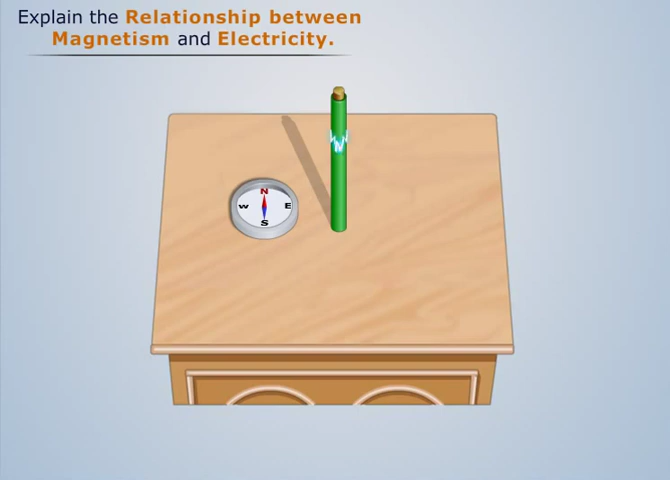 Explain the Relationship between
Magnetism and Electricity.
N
W E
S